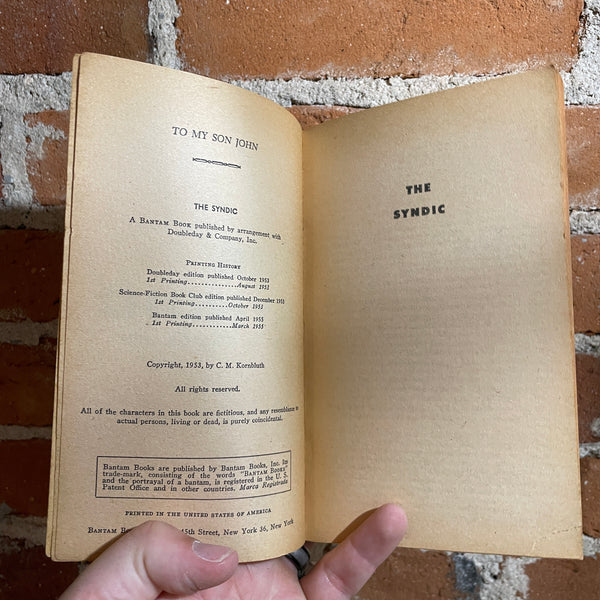 TO MY SON JOHN
THE SYNDIC
A BANTAM BOOK published by arrangement with
Doubleday & Company, Inc.
PRINTING HISTORY
Doubleday edition published October 1953
1st Printing...............August 1953
Science-Fiction Book Club edition published December 1953
1st Printing..........October 1953
Bantam edition published April 1955
1st Printing...........March 1955
Copyright, 1953, by C. M. Kornbluth
All rights reserved.
All of the characters in this book are fictitious, and any resemblance to
actual persons, living or dead, is purely coincidental.
Bantam Books are published by Bantam Books, Inc. Its
trade-mark, consisting of the words "BANTAM BOOKS"
and the portrayal of a bantam, is registered in the U. S.
Patent Office and in other countries. Marca Registrada
PRINTED IN THE UNITED STATES OF AMERICA
BANTAM 45th Street, New York 36, New York
THE
SYNDIC